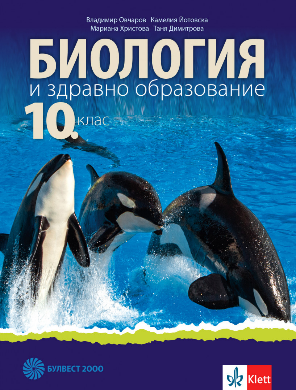 Владимир Овчаров Камелия Йотовска
Мариана Христова Таня Димитрова
БИОЛОГИЯ
и здравно образование
10. клас
БУЛВЕСТ 2000
Klett